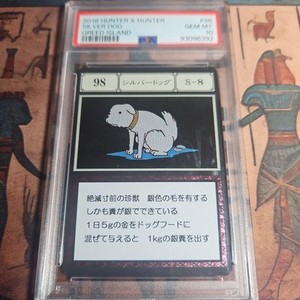 2018 HUNTER X HUNTER #98
SILVER DOG GEM MT
GREED ISLAND 10
PSA 93096392
98 シルバードッグ S-8
絶滅寸前の珍獣 銀色の毛を有する
しかも糞が銀でできている
1日5gの金をドッグフードに
混ぜて与えると 1kgの銀糞を出す